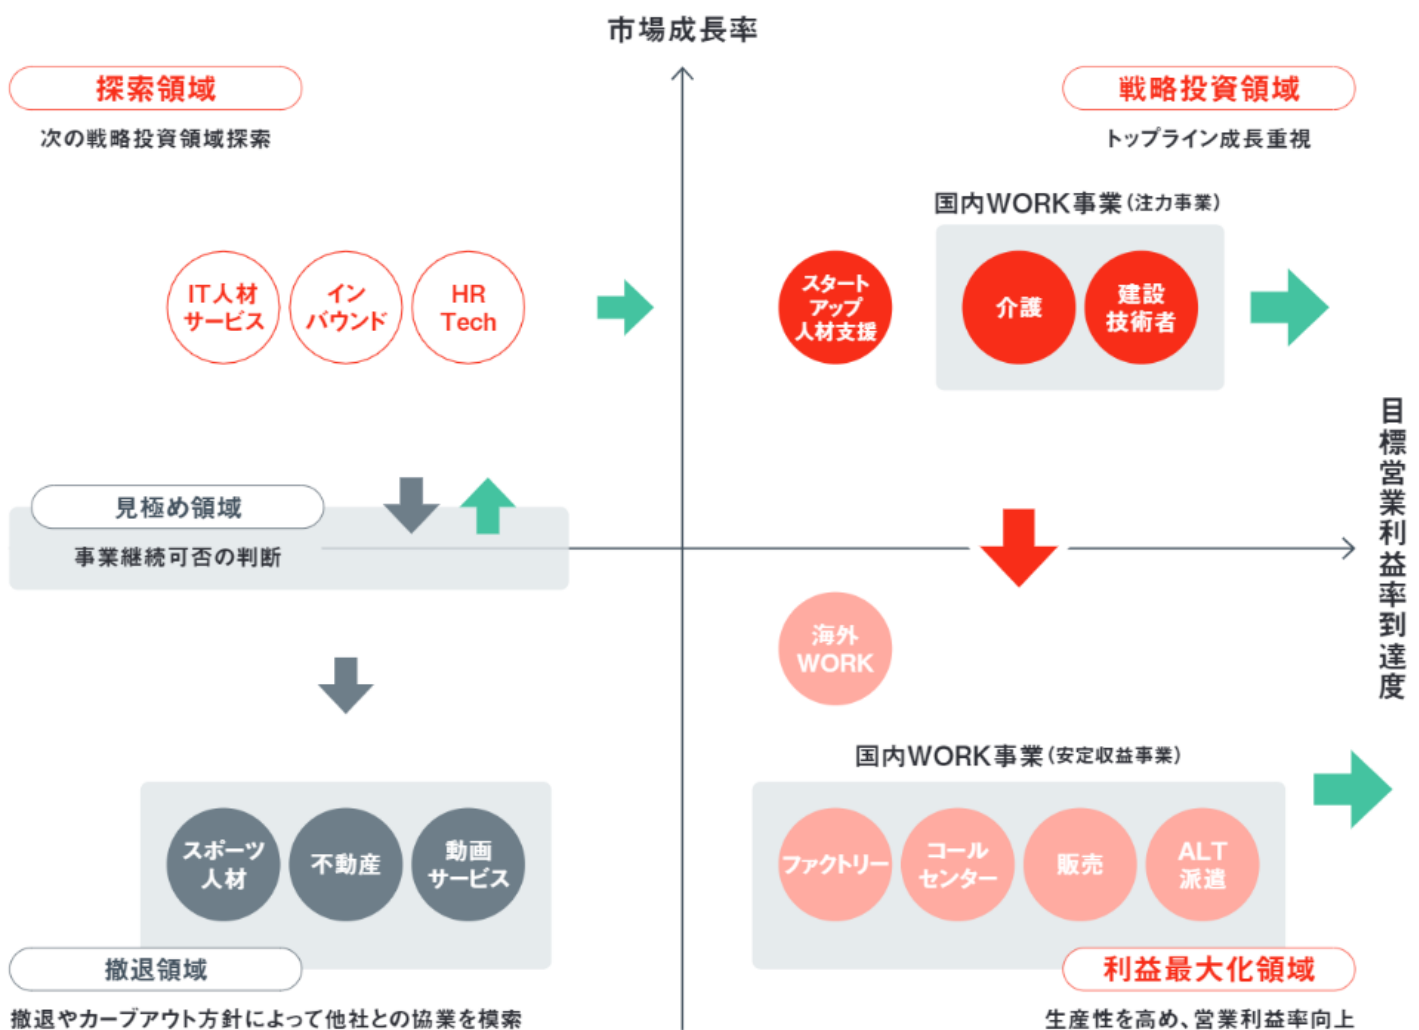 市場成長率
探索領域
次の戦略投資領域探索
戦略投資領域
トップライン成長重視
国内WORK事業(注力事業)
IT人材
サービス
イン
バウンド
HR
Tech
スタート
アップ
人材支援
介護
建設
技術者
目標営業利益率到達度
見極め領域
事業継続可否の判断
海外
WORK
国内WORK事業(安定収益事業)
スポーツ
人材
不動産
動画
サービス
ファクトリー
コール
センター
販売
ALT
派遣
撤退領域
撤退やカーブアウト方針によって他社との協業を模索
利益最大化領域
生産性を高め、営業利益率向上